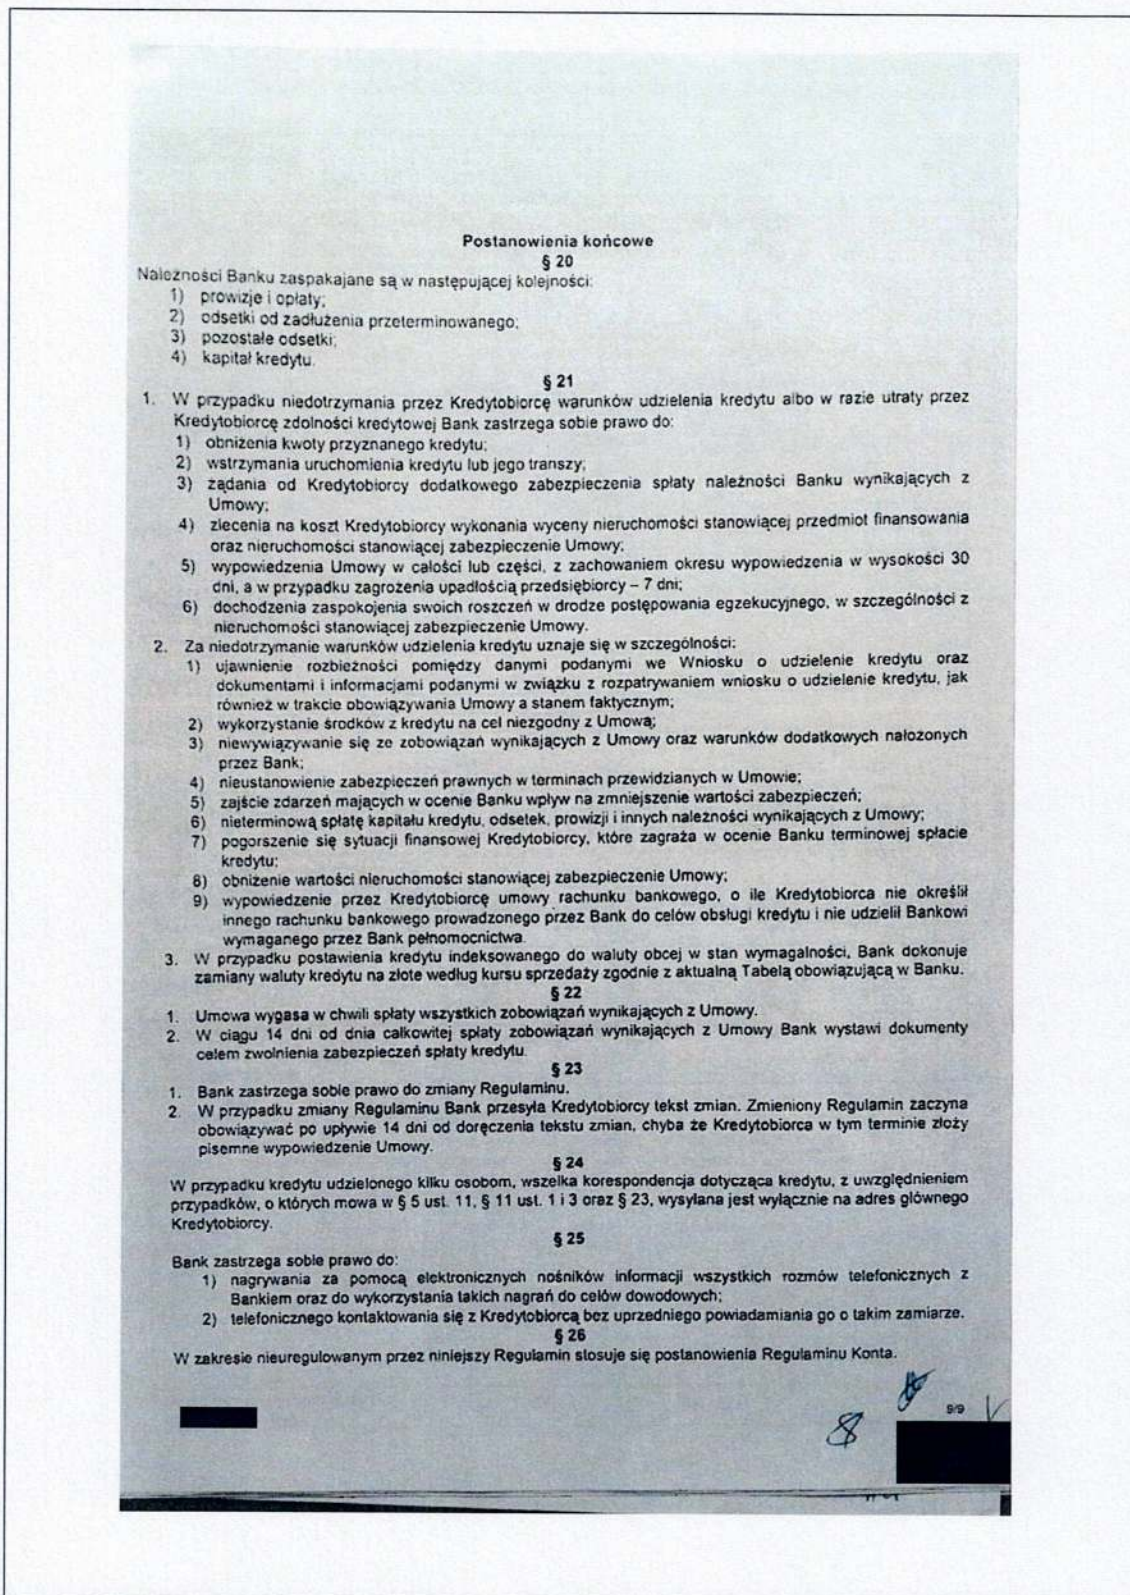 Postanowienia końcowe
§ 20
Należności Banku zaspakajane są w następującej kolejności:
1) prowizje i opłaty;
2) odsetki od zadłużenia przeterminowanego;
3) pozostałe odsetki;
4) kapitał kredytu.
§ 21
1. W przypadku niedotrzymania przez Kredytobiorcę warunków udzielenia kredytu albo w razie utraty przez
Kredytobiorcę zdolności kredytowej Bank zastrzega sobie prawo do:
1) obniżenia kwoty przyznanego kredytu;
2) wstrzymania uruchomienia kredytu lub jego transzy;
3) żądania od Kredytobiorcy dodatkowego zabezpieczenia spłaty należności Banku wynikających z
Umowy;
4) zlecenia na koszt Kredytobiorcy wykonania wyceny nieruchomości stanowiącej przedmiot finansowania
oraz nieruchomości stanowiącej zabezpieczenie Umowy;
5) wypowiedzenia Umowy w całości lub części, z zachowaniem okresu wypowiedzenia w wysokości 30
dni, a w przypadku zagrożenia upadłością przedsiębiorcy – 7 dni;
6) dochodzenia zaspokojenia swoich roszczeń w drodze postępowania egzekucyjnego, w szczególności z
nieruchomości stanowiącej zabezpieczenie Umowy.
2. Za niedotrzymanie warunków udzielenia kredytu uznaje się w szczególności:
1) ujawnienie rozbieżności pomiędzy danymi podanymi we Wniosku o udzielenie kredytu oraz
dokumentami i informacjami podanymi w związku z rozpatrywaniem wniosku o udzielenie kredytu, jak
również w trakcie obowiązywania Umowy a stanem faktycznym;
2) wykorzystanie środków z kredytu na cel niezgodny z Umową;
3) niewywiązywanie się ze zobowiązań wynikających z Umowy oraz warunków dodatkowych nałożonych
przez Bank;
4) nieustanowienie zabezpieczeń prawnych w terminach przewidzianych w Umowie;
5) zajście zdarzeń mających w ocenie Banku wpływ na zmniejszenie wartości zabezpieczeń;
6) nieterminową spłatę kapitału kredytu, odsetek, prowizji i innych należności wynikających z Umowy;
7) pogorszenie się sytuacji finansowej Kredytobiorcy, które zagraża w ocenie Banku terminowej spłacie
kredytu;
8) obniżenie wartości nieruchomości stanowiącej zabezpieczenie Umowy;
9) wypowiedzenie przez Kredytobiorcę umowy rachunku bankowego, o ile Kredytobiorca nie określił
innego rachunku bankowego prowadzonego przez Bank do celów obsługi kredytu i nie udzielił Bankowi
wymaganego przez Bank pełnomocnictwa.
3. W przypadku postawienia kredytu indeksowanego do waluty obcej w stan wymagalności, Bank dokonuje
zamiany waluty kredytu na złote według kursu sprzedaży zgodnie z aktualną Tabelą obowiązującą w Banku.
§ 22
1. Umowa wygasa w chwili spłaty wszystkich zobowiązań wynikających z Umowy.
2. W ciągu 14 dni od dnia całkowitej spłaty zobowiązań wynikających z Umowy Bank wystawi dokumenty
celem zwolnienia zabezpieczeń spłaty kredytu.
§ 23
1. Bank zastrzega sobie prawo do zmiany Regulaminu.
2. W przypadku zmiany Regulaminu Bank przesyła Kredytobiorcy tekst zmian. Zmieniony Regulamin zaczyna
obowiązywać po upływie 14 dni od doręczenia tekstu zmian, chyba że Kredytobiorca w tym terminie złoży
pisemne wypowiedzenie Umowy.
§ 24
W przypadku kredytu udzielonego kilku osobom, wszelka korespondencja dotycząca kredytu, z uwzględnieniem
przypadków, o których mowa w § 5 ust. 11, § 11 ust. 1 i 3 oraz § 23, wysyłana jest wyłącznie na adres głównego
Kredytobiorcy.
§ 25
Bank zastrzega sobie prawo do:
1) nagrywania za pomocą elektronicznych nośników informacji wszystkich rozmów telefonicznych z
Bankiem oraz do wykorzystania takich nagrań do celów dowodowych;
2) telefonicznego kontaktowania się z Kredytobiorcą bez uprzedniego powiadamiania go o takim zamiarze.
§ 26
W zakresie nieuregulowanym przez niniejszy Regulamin stosuje się postanowienia Regulaminu Konta.
9/9